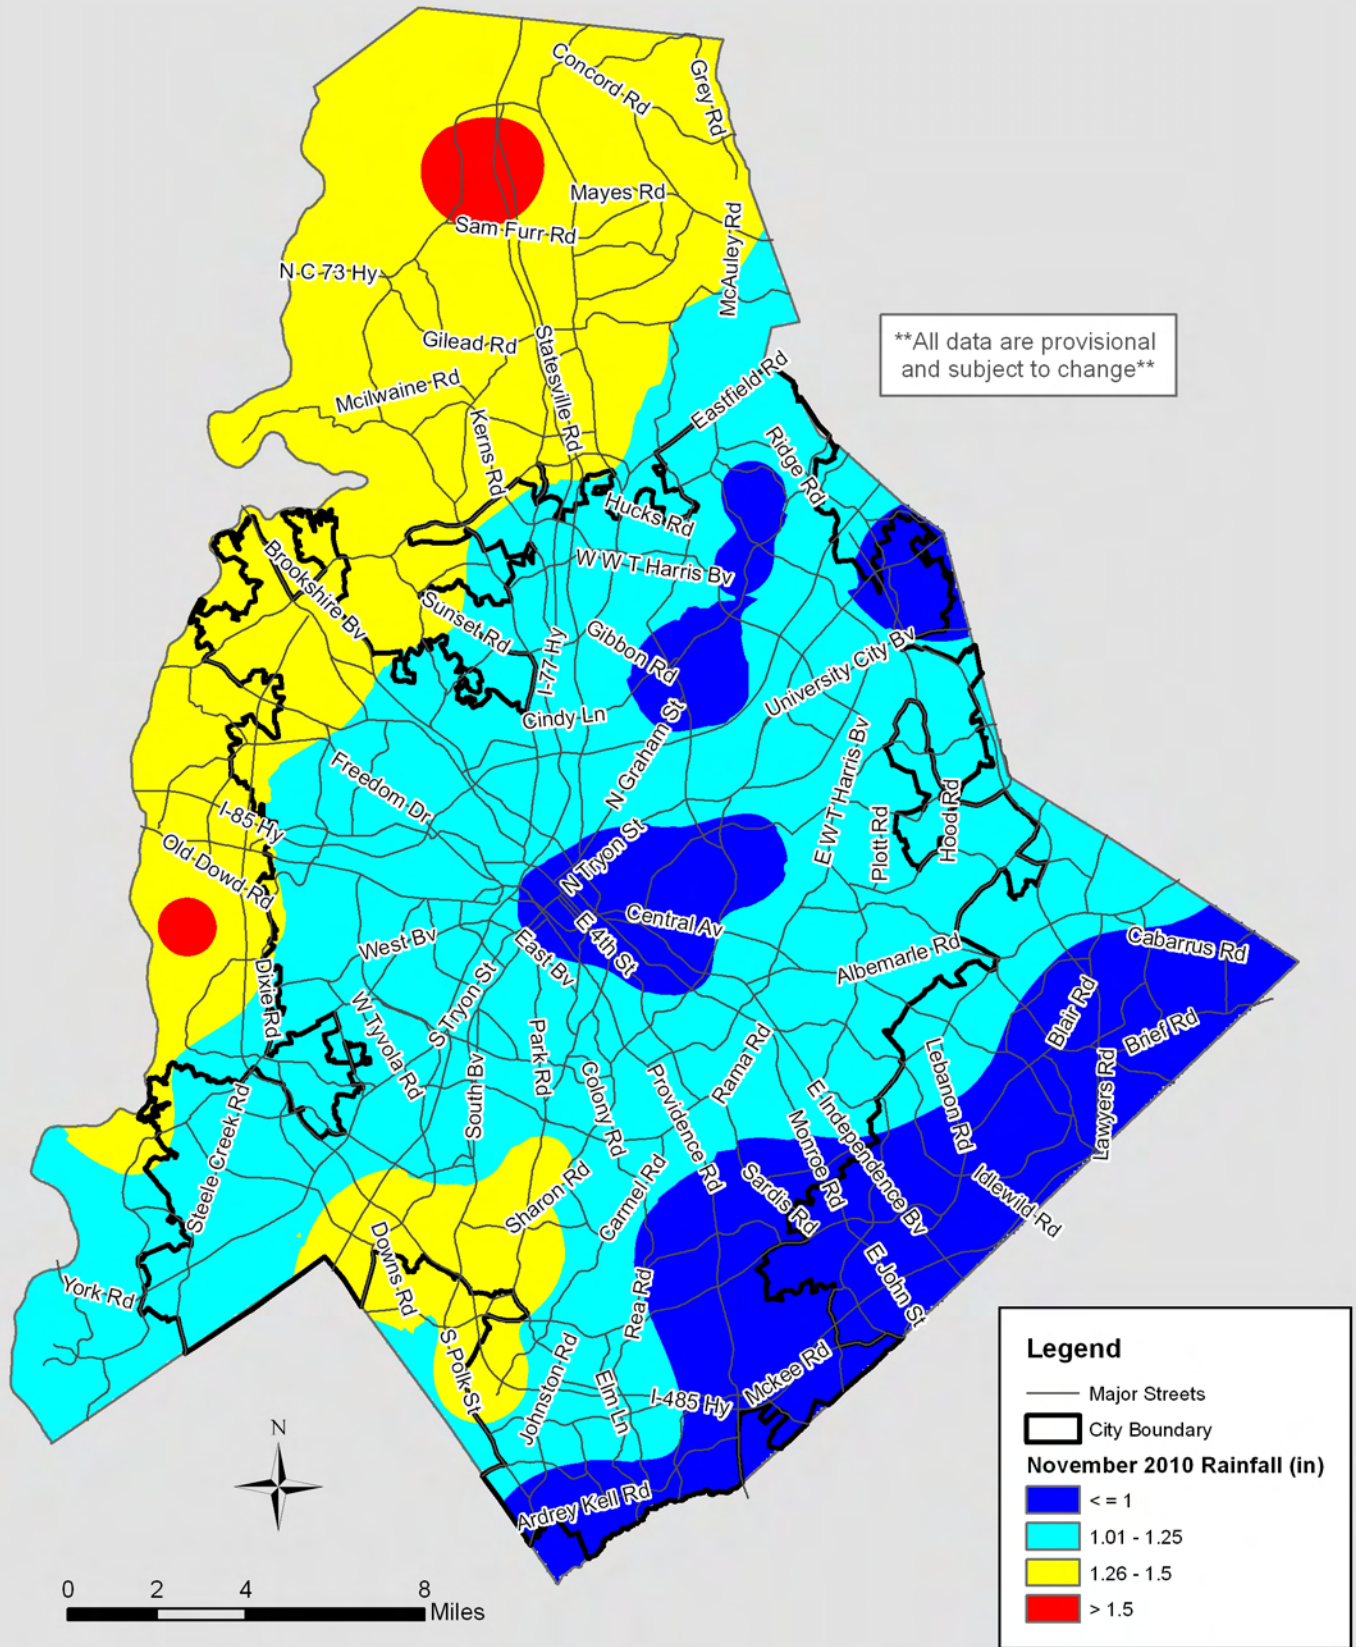 Concord Rd
Grey Rd
Mayes Rd
McAuley Rd
Sam Furr Rd
N C 73 Hy
**All data are provisional
and subject to change**
Gilead Rd
Statesville Rd
Mcilwaine Rd
Eastfield Rd
Kerns Rd
Ridge Rd
Hucks Rd
Brookshire Bv
W W T Harris Bv
Sunset Rd
Gibbon Rd
I-77 Hy
University City Bv
Cindy Ln
N Graham St
Freedom Dr
E W T Harris Bv
Plott Rd
Hood Rd
I-85 Hy
Old Dowd Rd
N Tryon St
Central Av
E 4th St
East Bv
West Bv
Albemarle Rd
Cabarrus Rd
Dixie Rd
W Tyvola Rd
S Tryon St
Park Rd
South Bv
Colony Rd
Providence Rd
Rama Rd
Blair Rd
Brief Rd
Lebanon Rd
Lawyers Rd
E Independence Bv
Monroe Rd
Steele Creek Rd
Sharon Rd
Carmel Rd
Sardis Rd
Idlewild Rd
Downs Rd
York Rd
Rea Rd
E John St
S Polk St
Johnston Rd
Elm Ln
I-485 Hy
Mckee Rd
Ardrey Kell Rd
N
0 2 4 8
Miles
Legend
Major Streets
City Boundary
November 2010 Rainfall (in)
< = 1
1.01 - 1.25
1.26 - 1.5
> 1.5